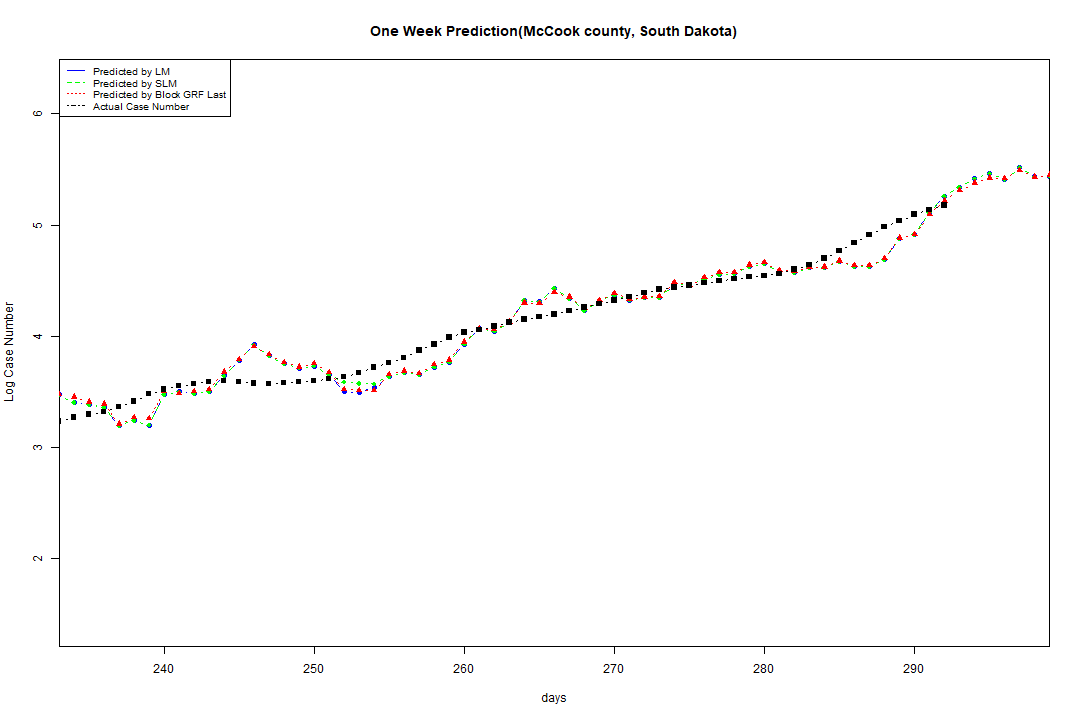 One Week Prediction(McCook county, South Dakota)
Predicted by LM
Predicted by SLM
Predicted by Block GRF Last
Actual Case Number
6
5
4
3
2
Log Case Number
240 250 260 270 280 290
days